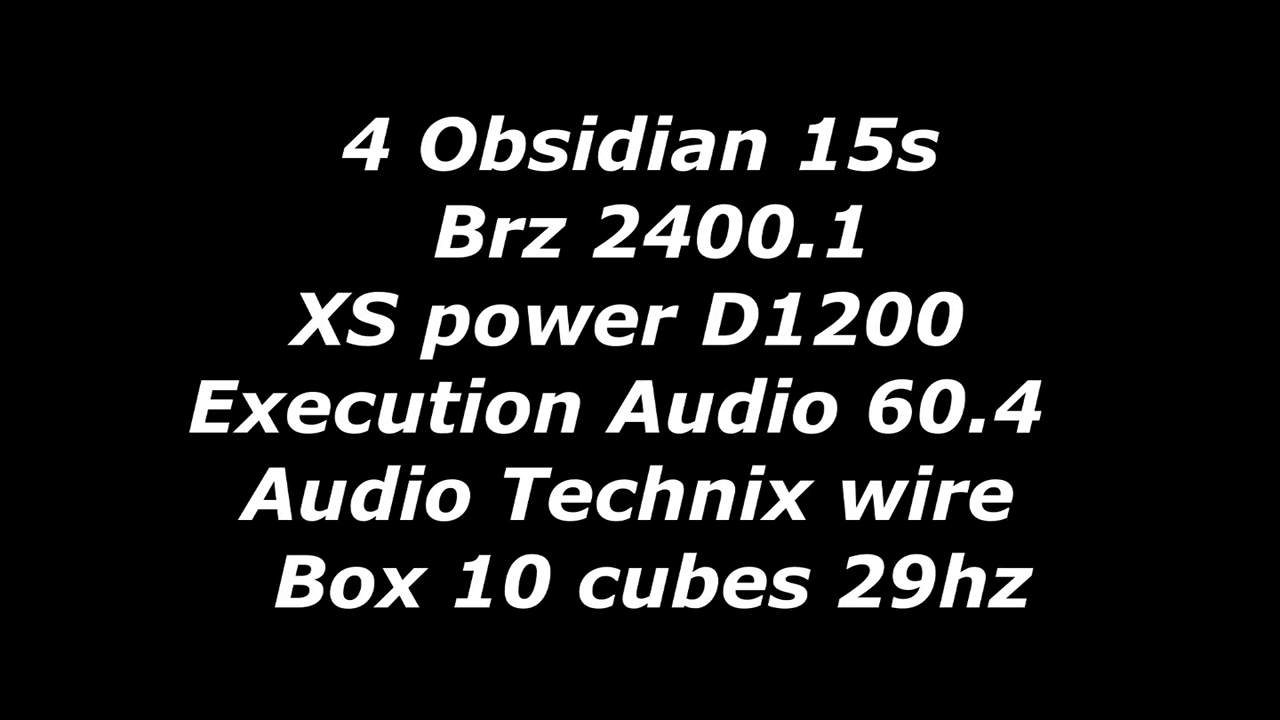 4 Obsidian 15s
Brz 2400.1
XS power D1200
Execution Audio 60.4
Audio Technix wire
Box 10 cubes 29hz